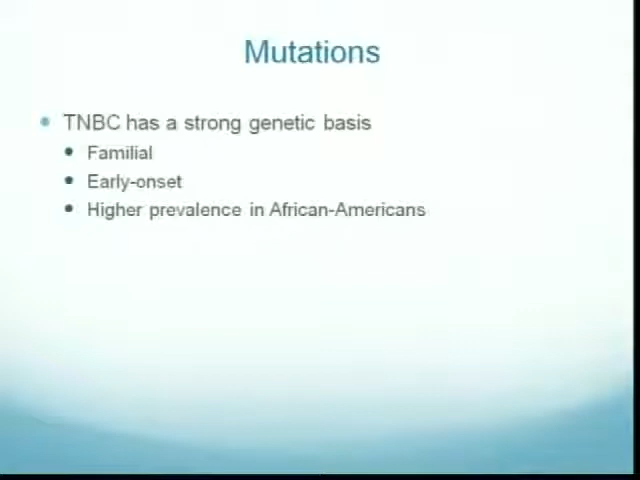 Mutations
TNBC has a strong genetic basis
Familial
Early-onset
Higher prevalence in African-Americans